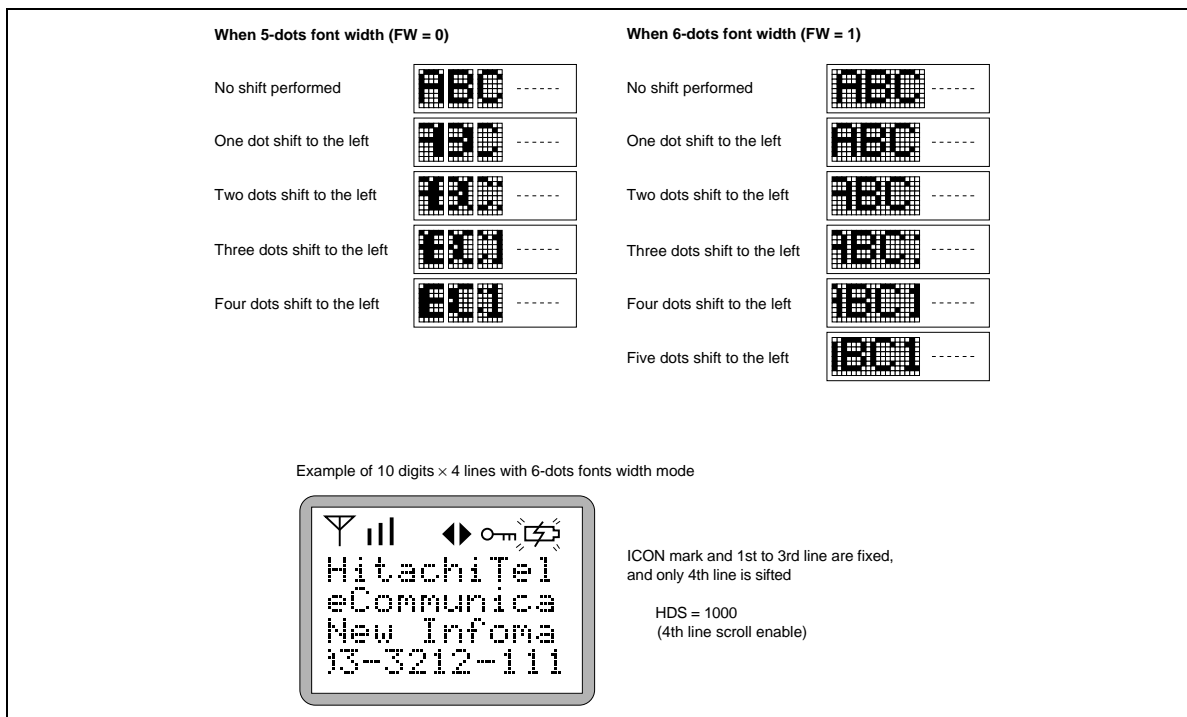 When 5-dots font width (FW = 0)
No shift performed
ABC ------
One dot shift to the left
ABC ------
Two dots shift to the left
------
Three dots shift to the left
------
Four dots shift to the left
------
When 6-dots font width (FW = 1)
No shift performed
ABC ------
One dot shift to the left
ABC ------
Two dots shift to the left
ABC ------
Three dots shift to the left
BC ------
Four dots shift to the left
BC1 ------
Five dots shift to the left
BC1 ------
Example of 10 digits × 4 lines with 6-dots fonts width mode
HitachiTel
eCommunica
New Infoma
03-3212-111
ICON mark and 1st to 3rd line are fixed,
and only 4th line is sifted
HDS = 1000
(4th line scroll enable)